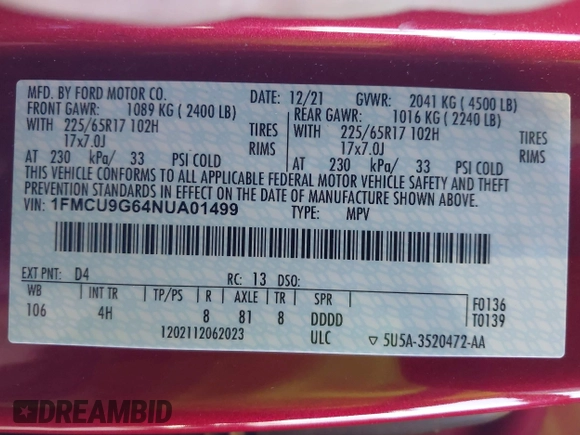 MFD. BY FORD MOTOR CO. DATE: 12/21 GVWR: 2041 KG ( 4500 LB)
FRONT GAWR: 1089 KG ( 2400 LB) REAR GAWR: 1016 KG ( 2240 LB)
WITH 225/65R17 102H TIRES WITH 225/65R17 102H TIRES
17x7.0J RIMS 17x7.0J RIMS
AT 230 kPa/ 33 PSI COLD AT 230 kPa/ 33 PSI COLD
THIS VEHICLE CONFORMS TO ALL APPLICABLE FEDERAL MOTOR VEHICLE SAFETY AND THEFT
PREVENTION STANDARDS IN EFFECT ON THE DATE OF MANUFACTURE SHOWN ABOVE.
VIN: 1FMCU9G64NUA01499 TYPE: MPV
EXT PNT: D4 RC: 13 DSO:
WB INT TR TP/PS R AXLE TR SPR F0136
106 4H 8 81 8 DDDD T0139
1202112062023 ULC ▽ 5U5A-3520472-AA
DREAMBID